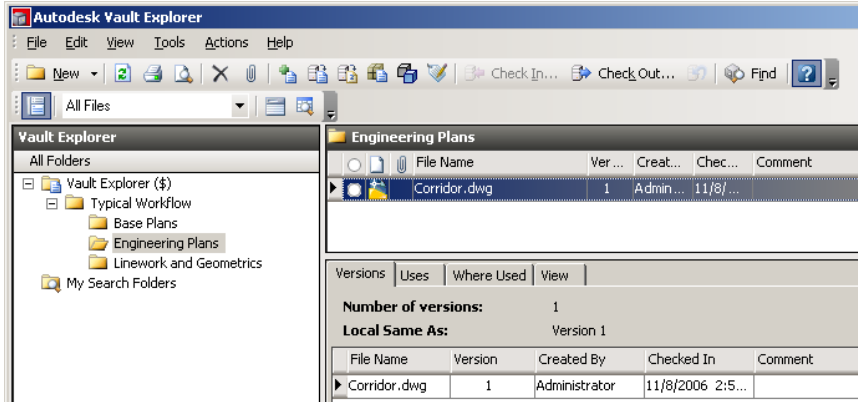 Autodesk Vault Explorer
File Edit View Tools Actions Help
New Check In... Check Out... Find ?
All Files
Vault Explorer
All Folders
Vault Explorer ($)
Typical Workflow
Base Plans
Engineering Plans
Linework and Geometrics
My Search Folders
Engineering Plans
File Name Ver... Creat... Chec... Comment
Corridor.dwg 1 Admin... 11/8/...
Versions Uses Where Used View
Number of versions: 1
Local Same As: Version 1
File Name Version Created By Checked In Comment
Corridor.dwg 1 Administrator 11/8/2006 2:5...